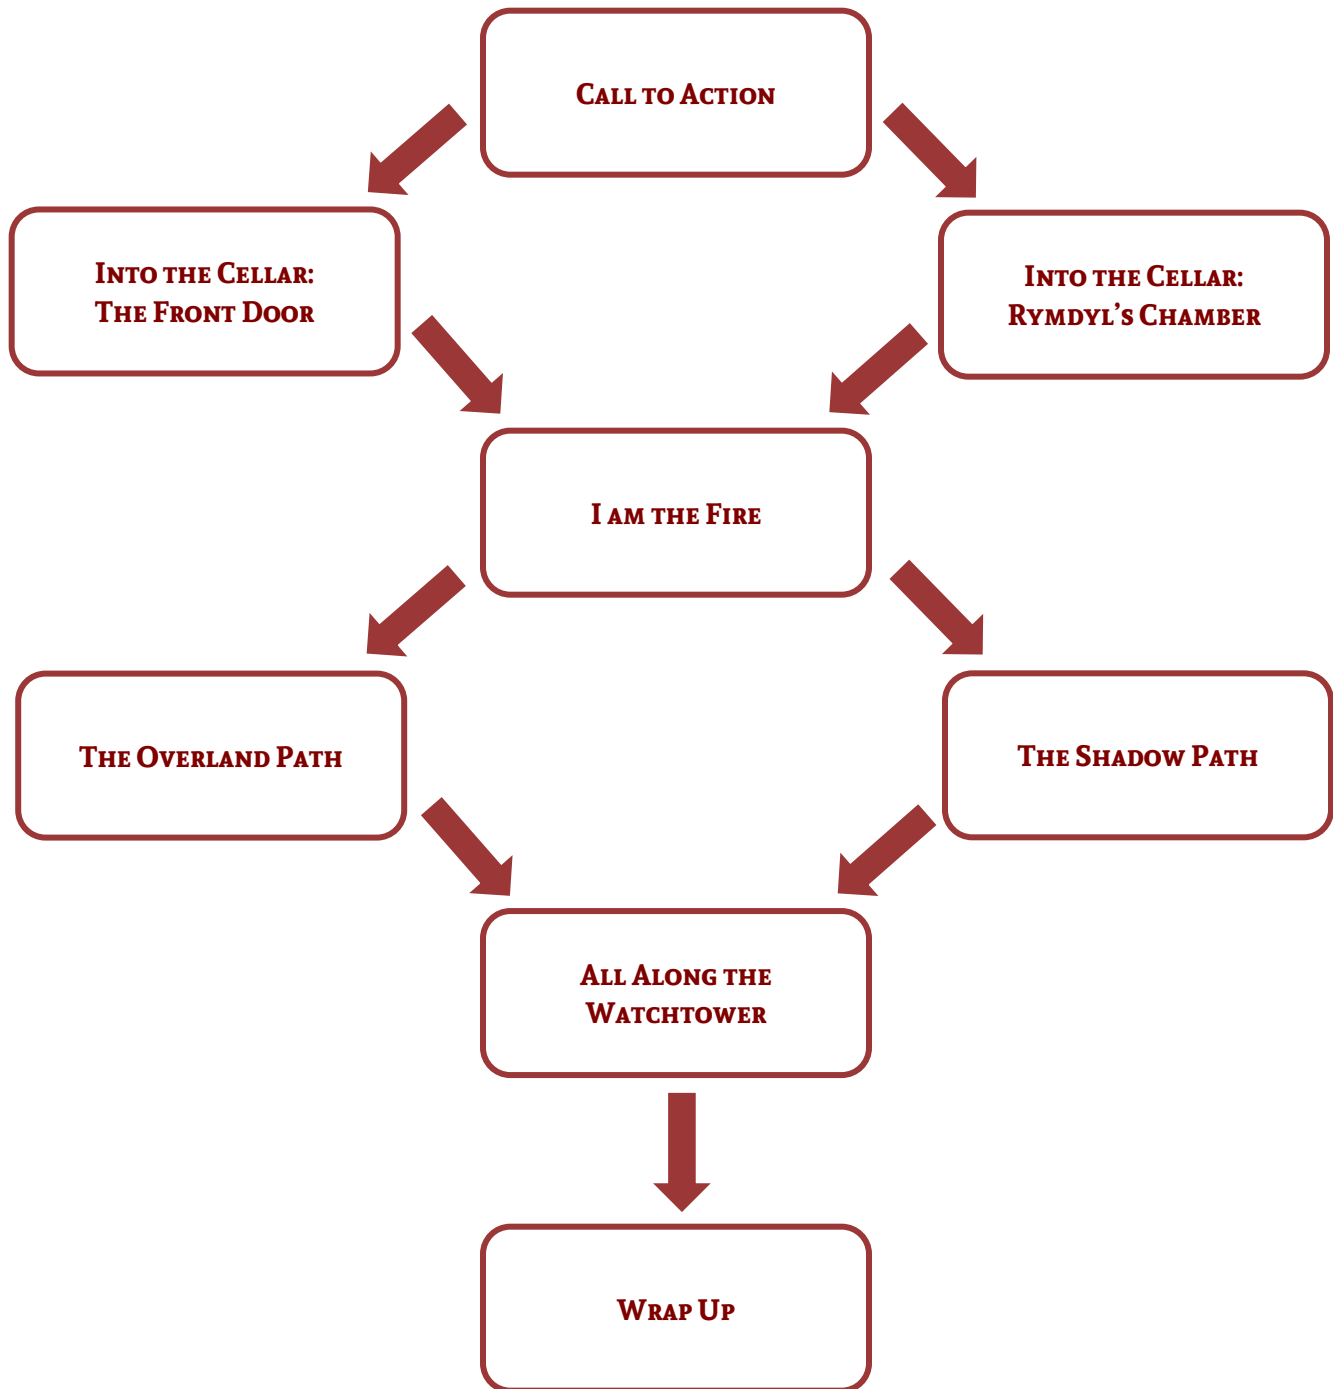 Call to Action
Into the Cellar:
The Front Door
Into the Cellar:
Rymdyl’s Chamber
I am the Fire
The Overland Path
The Shadow Path
All Along the
Watchtower
Wrap Up